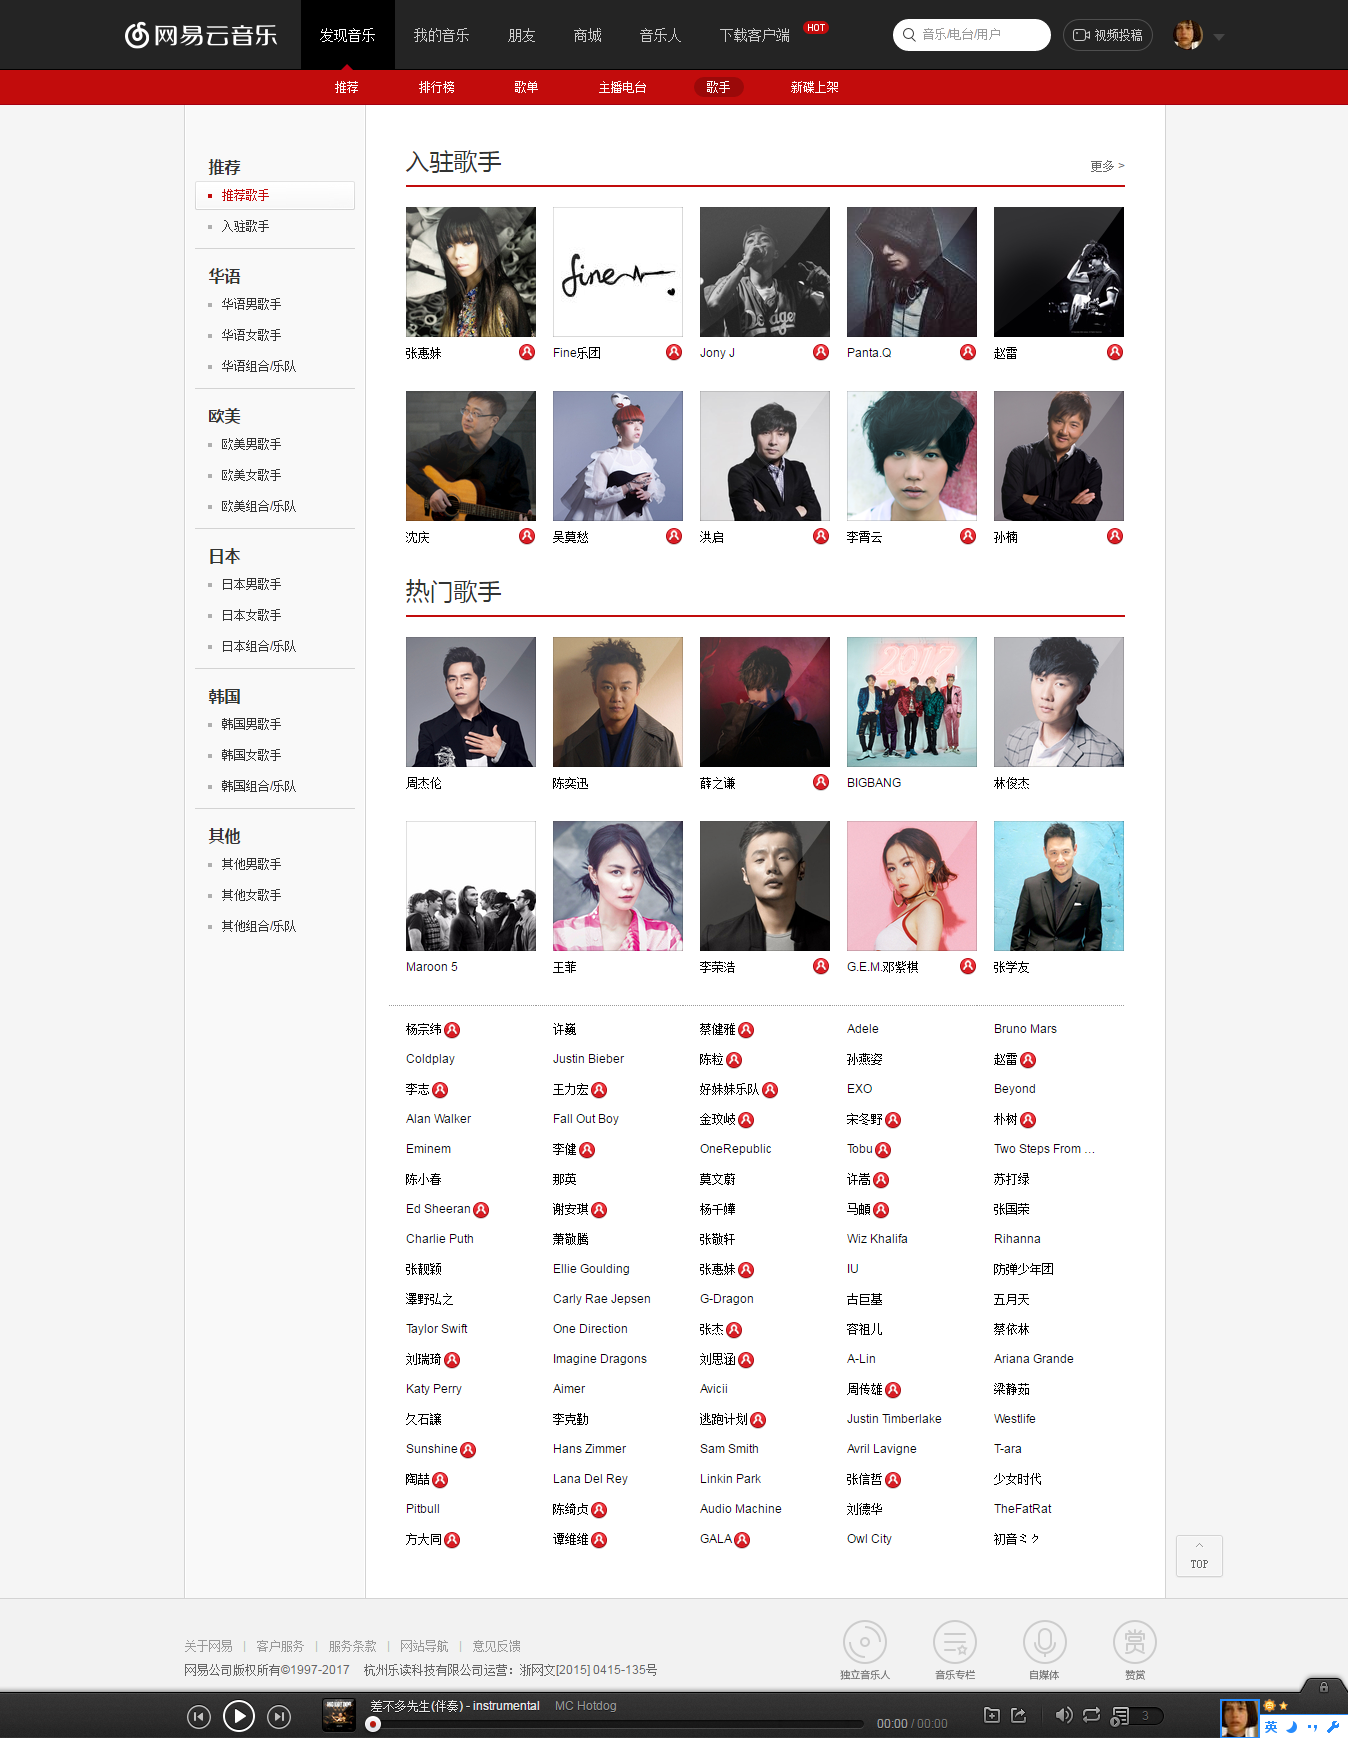 网易云音乐
发现音乐 我的音乐 朋友 商城 音乐人 下载客户端 HOT
音乐/电台/用户
视频投稿
推荐 排行榜 歌单 主播电台 歌手 新碟上架
推荐
推荐歌手
入驻歌手
华语
华语男歌手
华语女歌手
华语组合/乐队
欧美
欧美男歌手
欧美女歌手
欧美组合/乐队
日本
日本男歌手
日本女歌手
日本组合/乐队
韩国
韩国男歌手
韩国女歌手
韩国组合/乐队
其他
其他男歌手
其他女歌手
其他组合/乐队
入驻歌手 更多 >
fine
Dodgers
张惠妹 Fine乐团 Jony J Panta.Q 赵雷
沈庆 吴莫愁 洪启 李霄云 孙楠
热门歌手
2012
周杰伦 陈奕迅 薛之谦 BIGBANG 林俊杰
Maroon 5 王菲 李荣浩 G.E.M.邓紫棋 张学友
杨宗纬 许巍 蔡健雅 Adele Bruno Mars
Coldplay Justin Bieber 陈粒 孙燕姿 赵雷
李志 王力宏 好妹妹乐队 EXO Beyond
Alan Walker Fall Out Boy 金玟岐 宋冬野 朴树
Eminem 李健 OneRepublic Tobu Two Steps From ...
陈小春 那英 莫文蔚 许嵩 苏打绿
Ed Sheeran 谢安琪 杨千嬅 马頔 张国荣
Charlie Puth 萧敬腾 张敬轩 Wiz Khalifa Rihanna
张靓颖 Ellie Goulding 张惠妹 IU 防弹少年团
澤野弘之 Carly Rae Jepsen G-Dragon 古巨基 五月天
Taylor Swift One Direction 张杰 容祖儿 蔡依林
刘瑞琦 Imagine Dragons 刘思涵 A-Lin Ariana Grande
Katy Perry Aimer Avicii 周传雄 梁静茹
久石譲 李克勤 逃跑计划 Justin Timberlake Westlife
Sunshine Hans Zimmer Sam Smith Avril Lavigne T-ara
陶喆 Lana Del Rey Linkin Park 张信哲 少女时代
Pitbull 陈绮贞 Audio Machine 刘德华 TheFatRat
方大同 谭维维 GALA Owl City 初音ミク
TOP
关于网易 | 客户服务 | 服务条款 | 网站导航 | 意见反馈
网易公司版权所有©1997-2017 杭州乐读科技有限公司运营：浙网文[2015] 0415-135号
赏
独立音乐人 音乐专栏 自媒体 赞赏
差不多先生(伴奏) - instrumental MC Hotdog
00:00 / 00:00
3
英